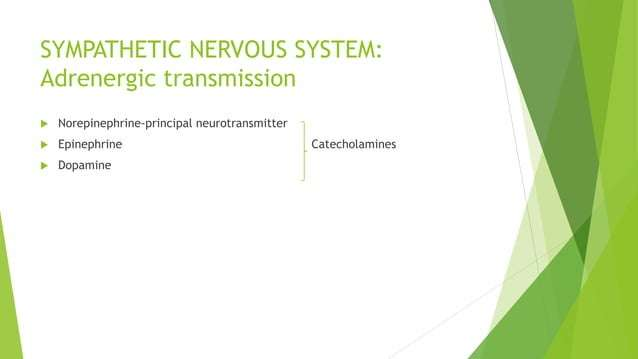 SYMPATHETIC NERVOUS SYSTEM:
Adrenergic transmission
Norepinephrine-principal neurotransmitter
Epinephrine
Catecholamines
Dopamine